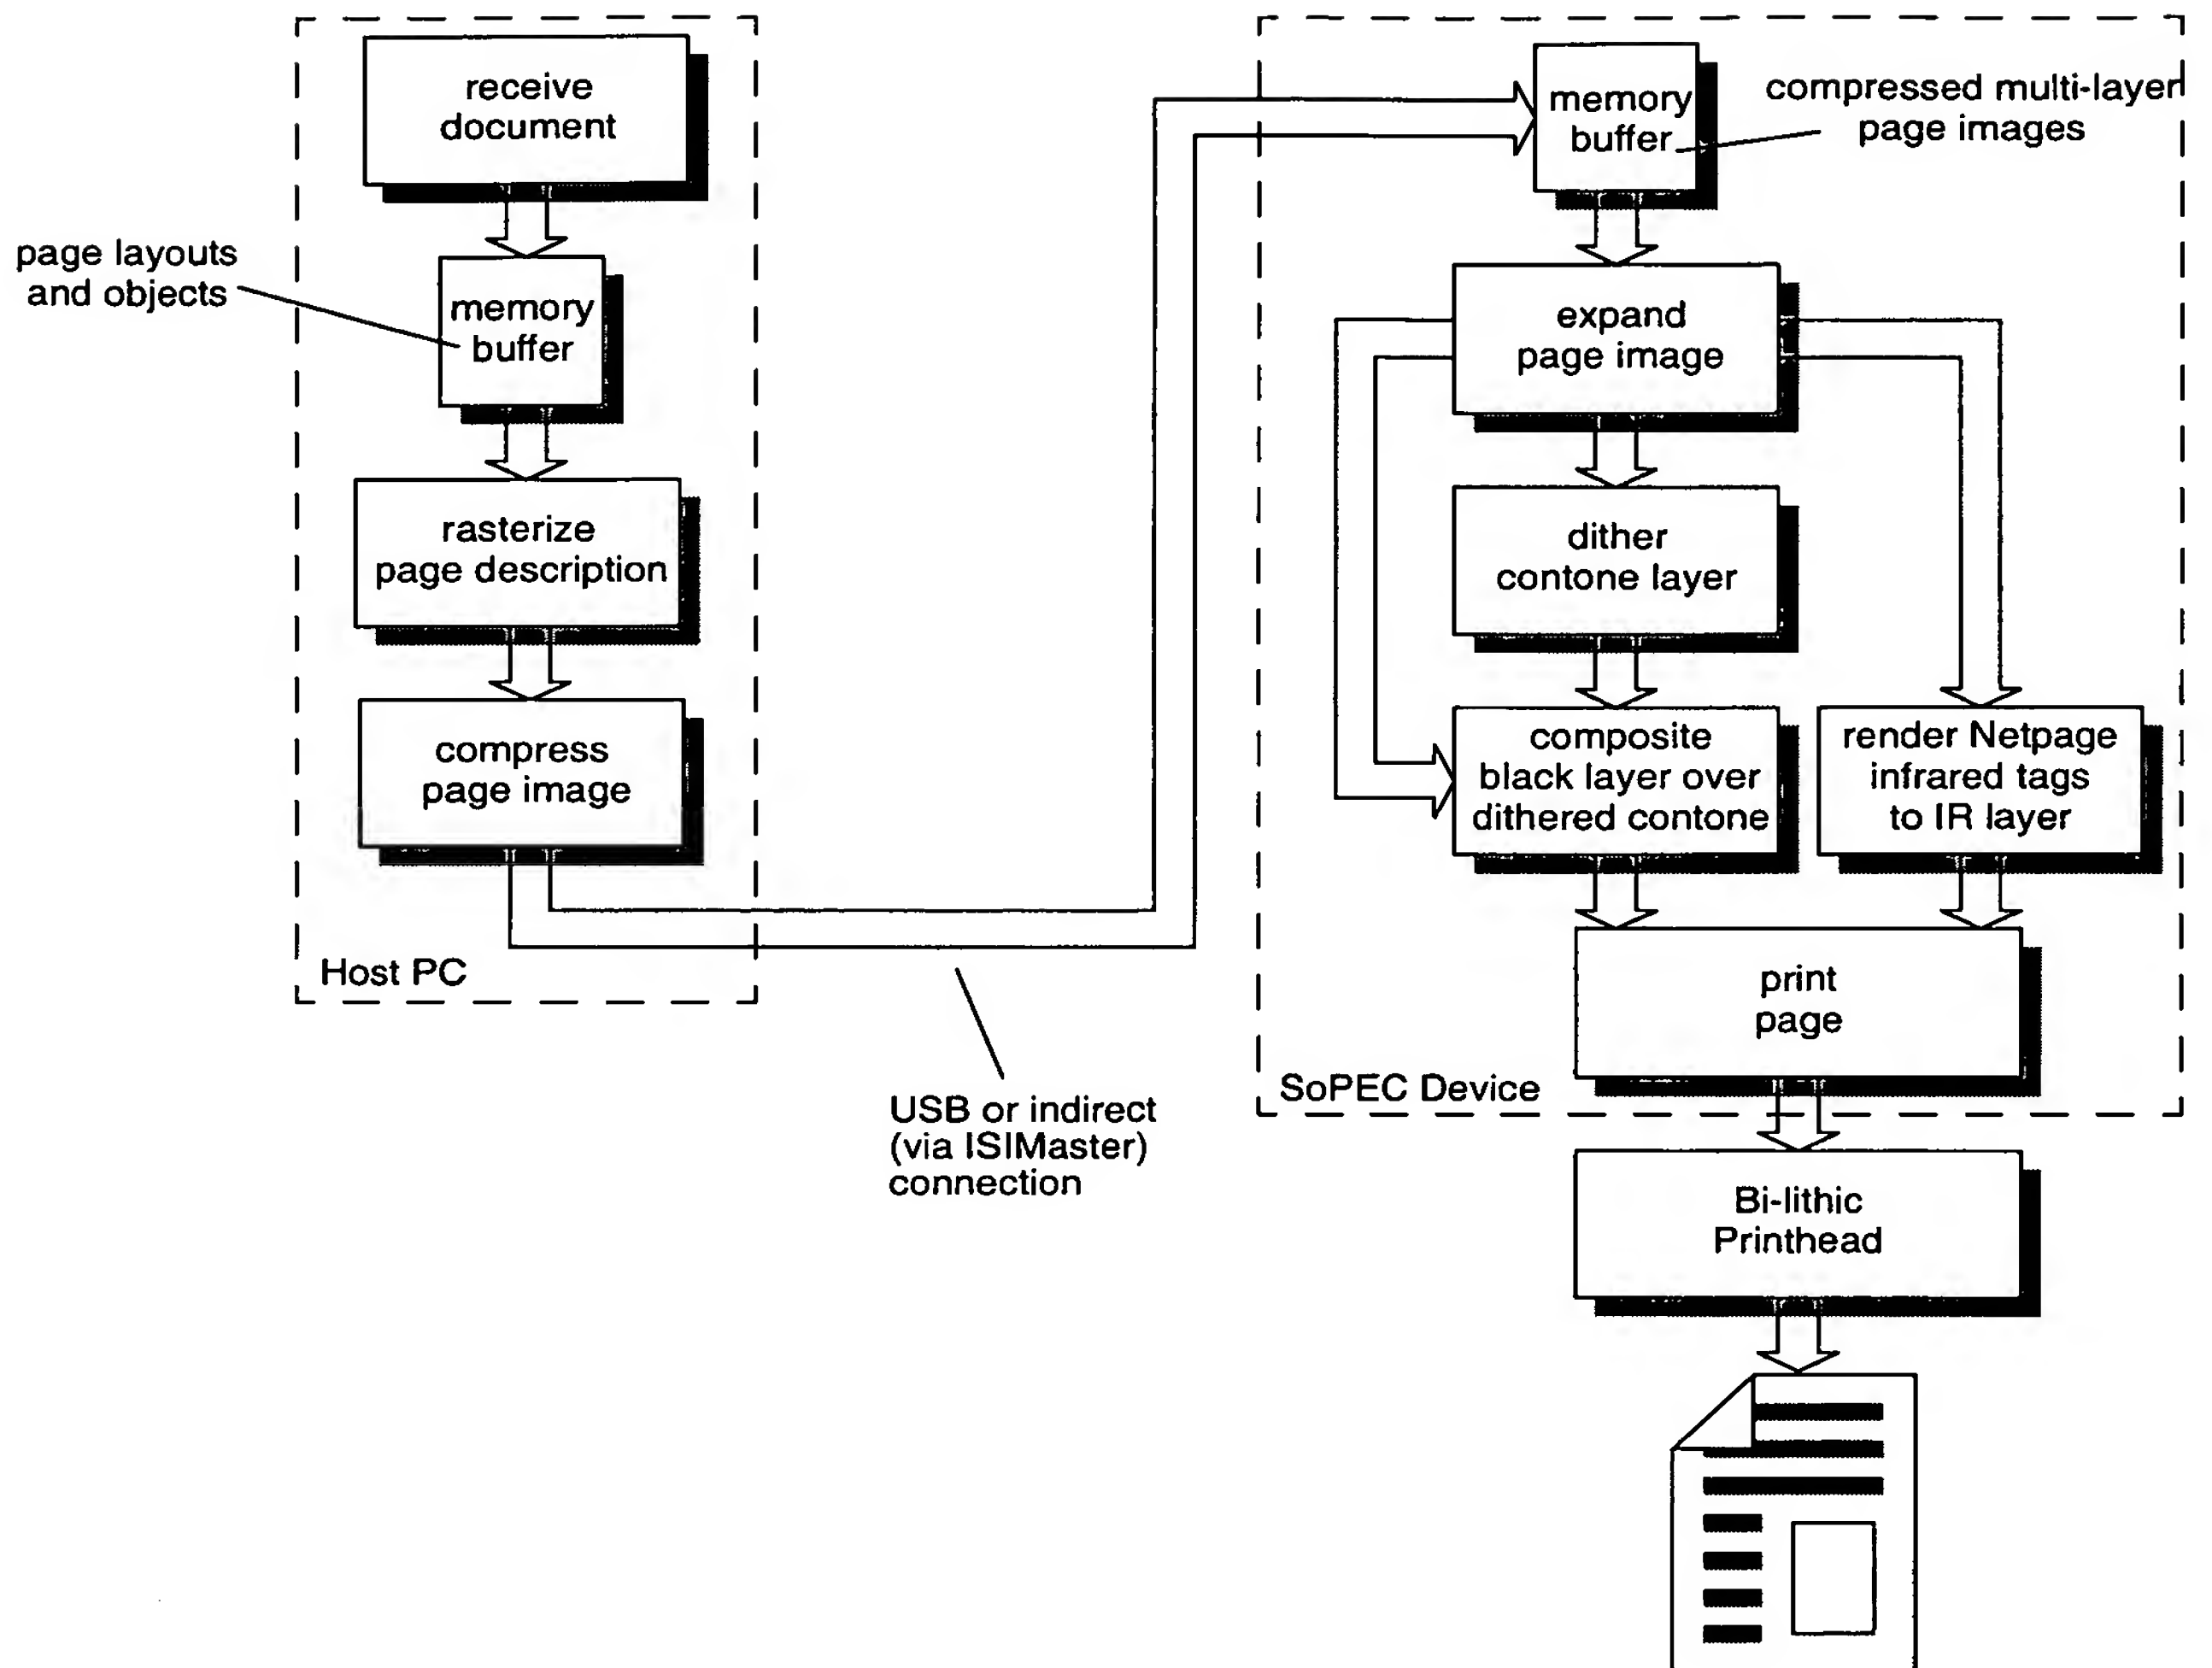 receive
document
page layouts
and objects
memory
buffer
rasterize
page description
compress
page image
Host PC
USB or indirect
(via ISIMaster)
connection
memory
buffer
compressed multi-layer
page images
expand
page image
dither
contone layer
composite
black layer over
dithered contone
render Netpage
infrared tags
to IR layer
print
page
SoPEC Device
Bi-lithic
Printhead